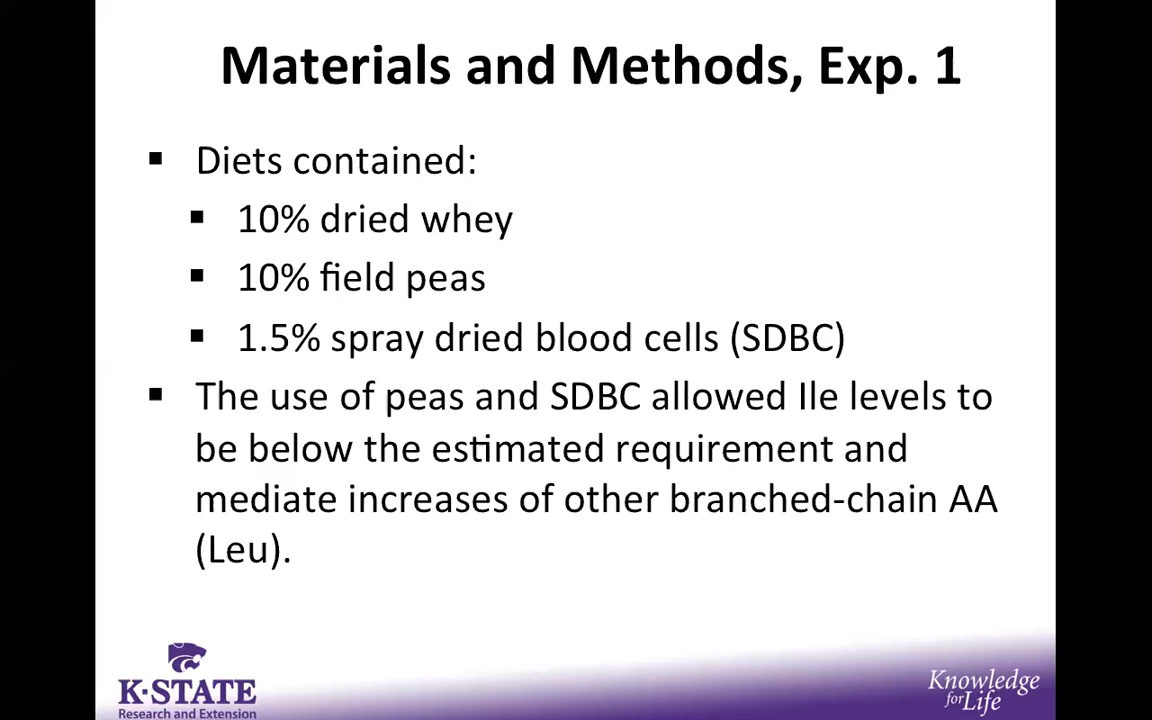 Materials and Methods, Exp. 1
▪ Diets contained:
▪ 10% dried whey
▪ 10% field peas
▪ 1.5% spray dried blood cells (SDBC)
▪ The use of peas and SDBC allowed Ile levels to
be below the estimated requirement and
mediate increases of other branched-chain AA
(Leu).
K-STATE
Research and Extension
Knowledge
for Life